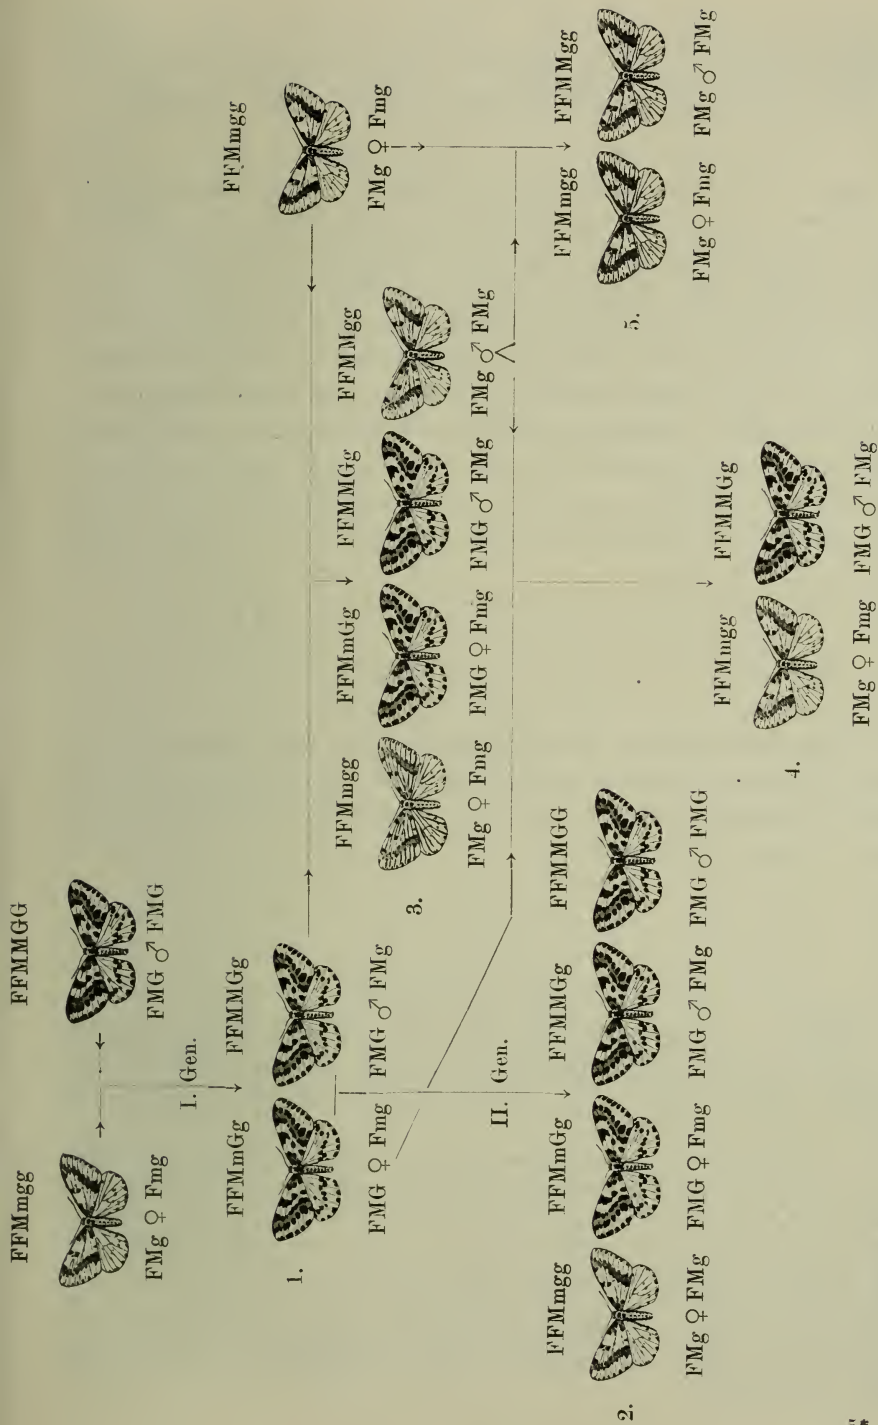 FFMmgg FFMMGG
FMg ♀ Fmg FMG ♂ FMG
I. Gen.
FFMmGg FFMMGg FFMmgg
1.
FMG ♀ Fmg FMG ♂ FMg FMg ♀ Fmg
FFMmgg FFMmGg FFMMGg FFMMgg
3.
FMg ♀ Fmg FMG ♀ Fmg FMG ♂ FMg FMg ♂ FMg
II. Gen.
FFMmgg FFMmGg FFMMGg FFMMGG
2.
FMg ♀ FMg FMG ♀ Fmg FMG ♂ FMg FMG ♂ FMG
FFMmgg FFMMgg
5.
FMg ♀ Fmg FMg ♂ FMg
FFMmgg FFMMGg
4.
FMg ♀ Fmg FMG ♂ FMg